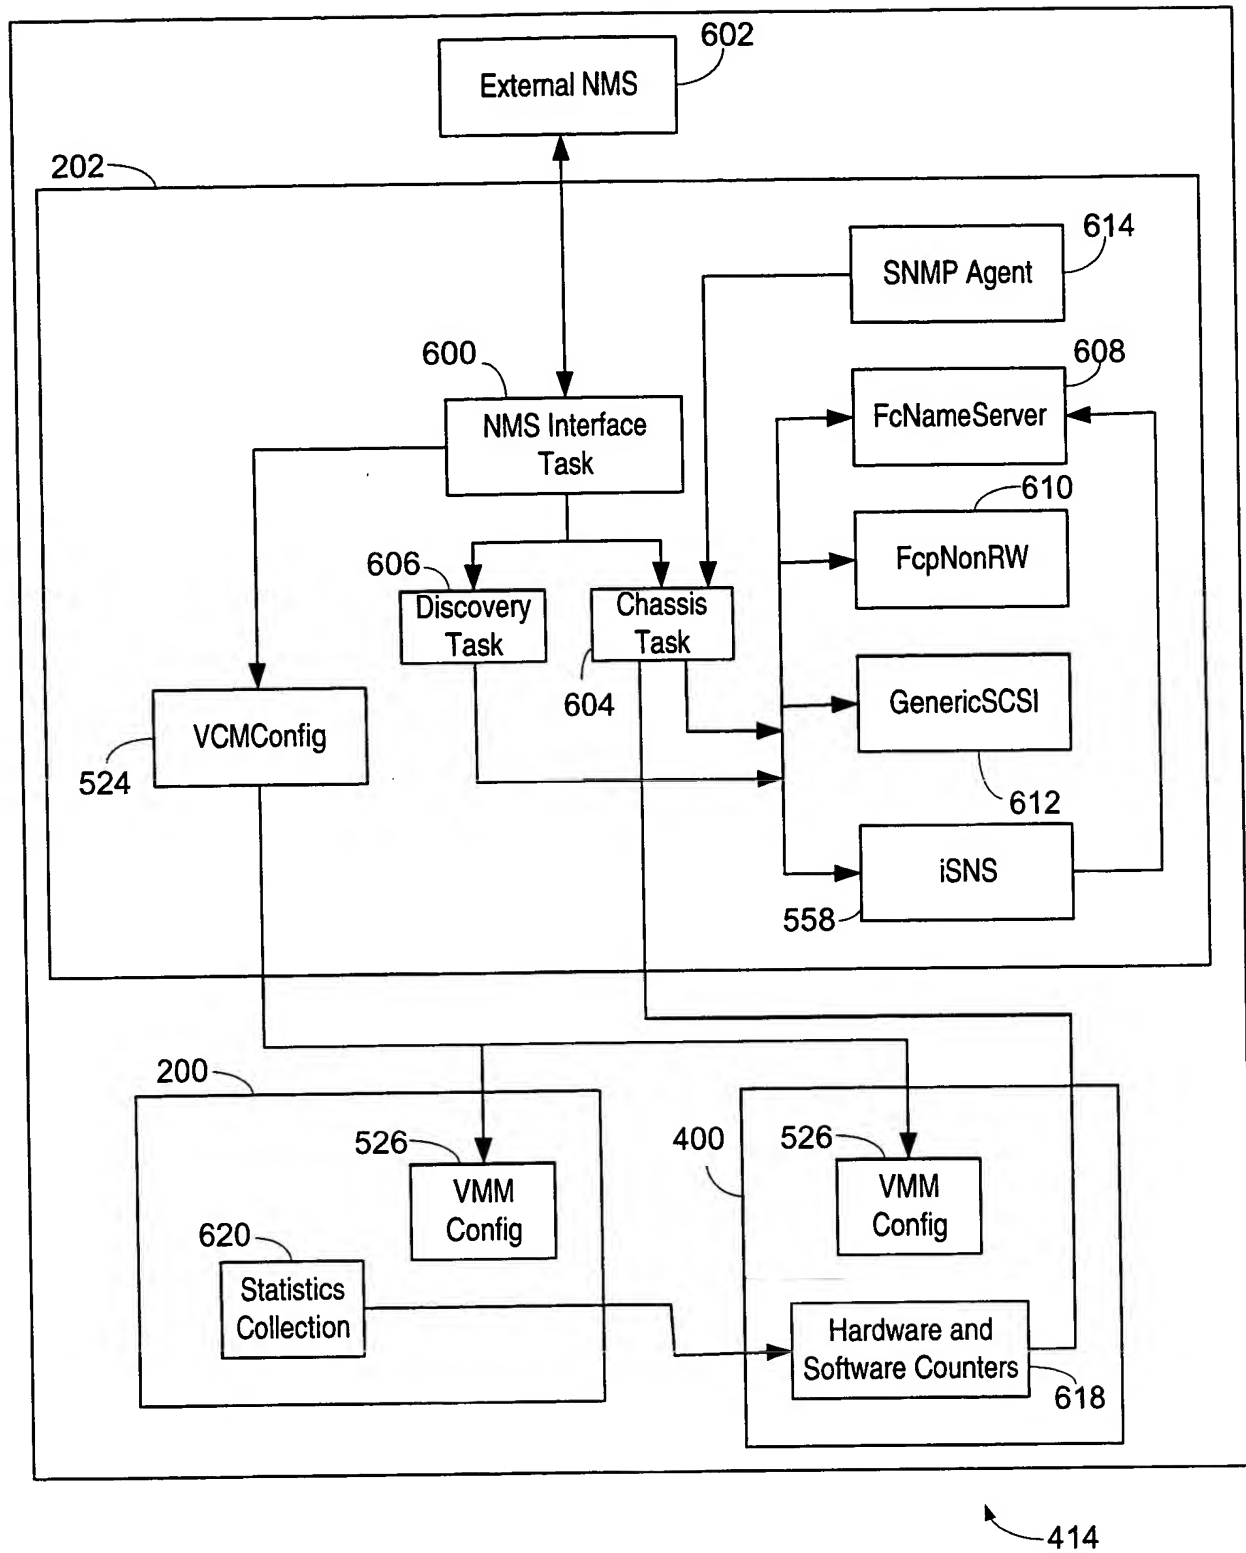 602
External NMS
202
614
SNMP Agent
600
608
NMS Interface
Task
FcNameServer
610
606
FcpNonRW
Discovery
Task
Chassis
Task
604
GenericSCSI
VCMConfig
524
612
iSNS
558
200
526
400
526
VMM
Config
VMM
Config
620
Statistics
Collection
Hardware and
Software Counters
618
414